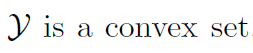 𝒴 is a convex set.